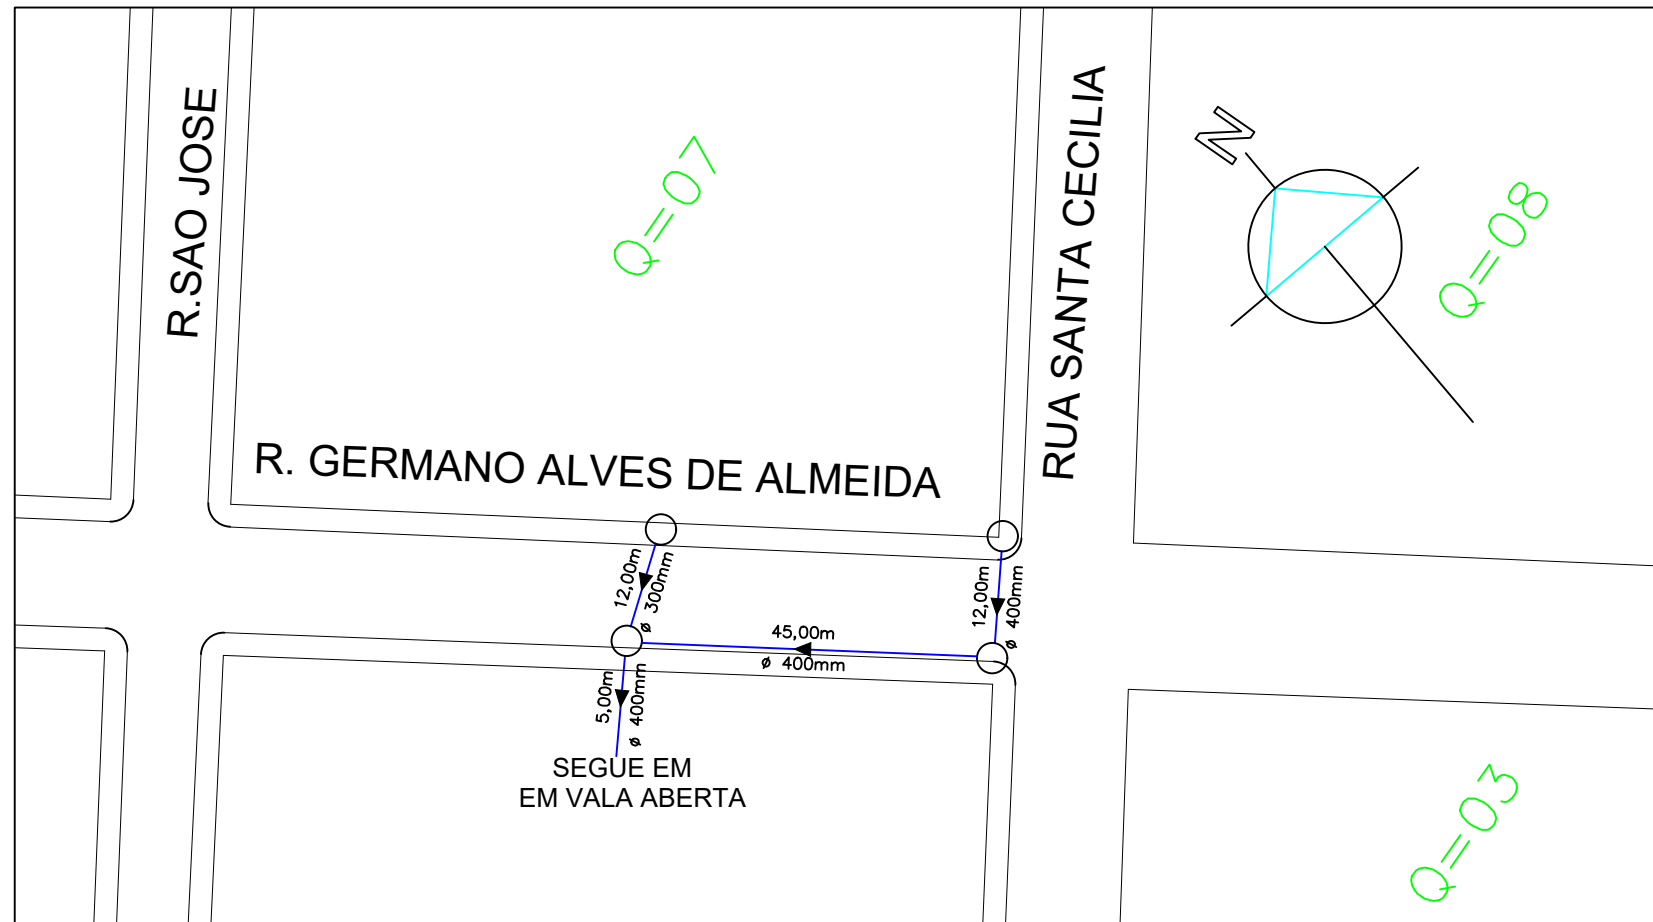 R.SAO JOSE
Q=07
RUA SANTA CECILIA
N
Q=08
R. GERMANO ALVES DE ALMEIDA
12,00m
ø 300mm
12,00m
ø 400mm
45,00m
ø 400mm
5,00m
ø 400mm
SEGUE EM
EM VALA ABERTA
Q=03